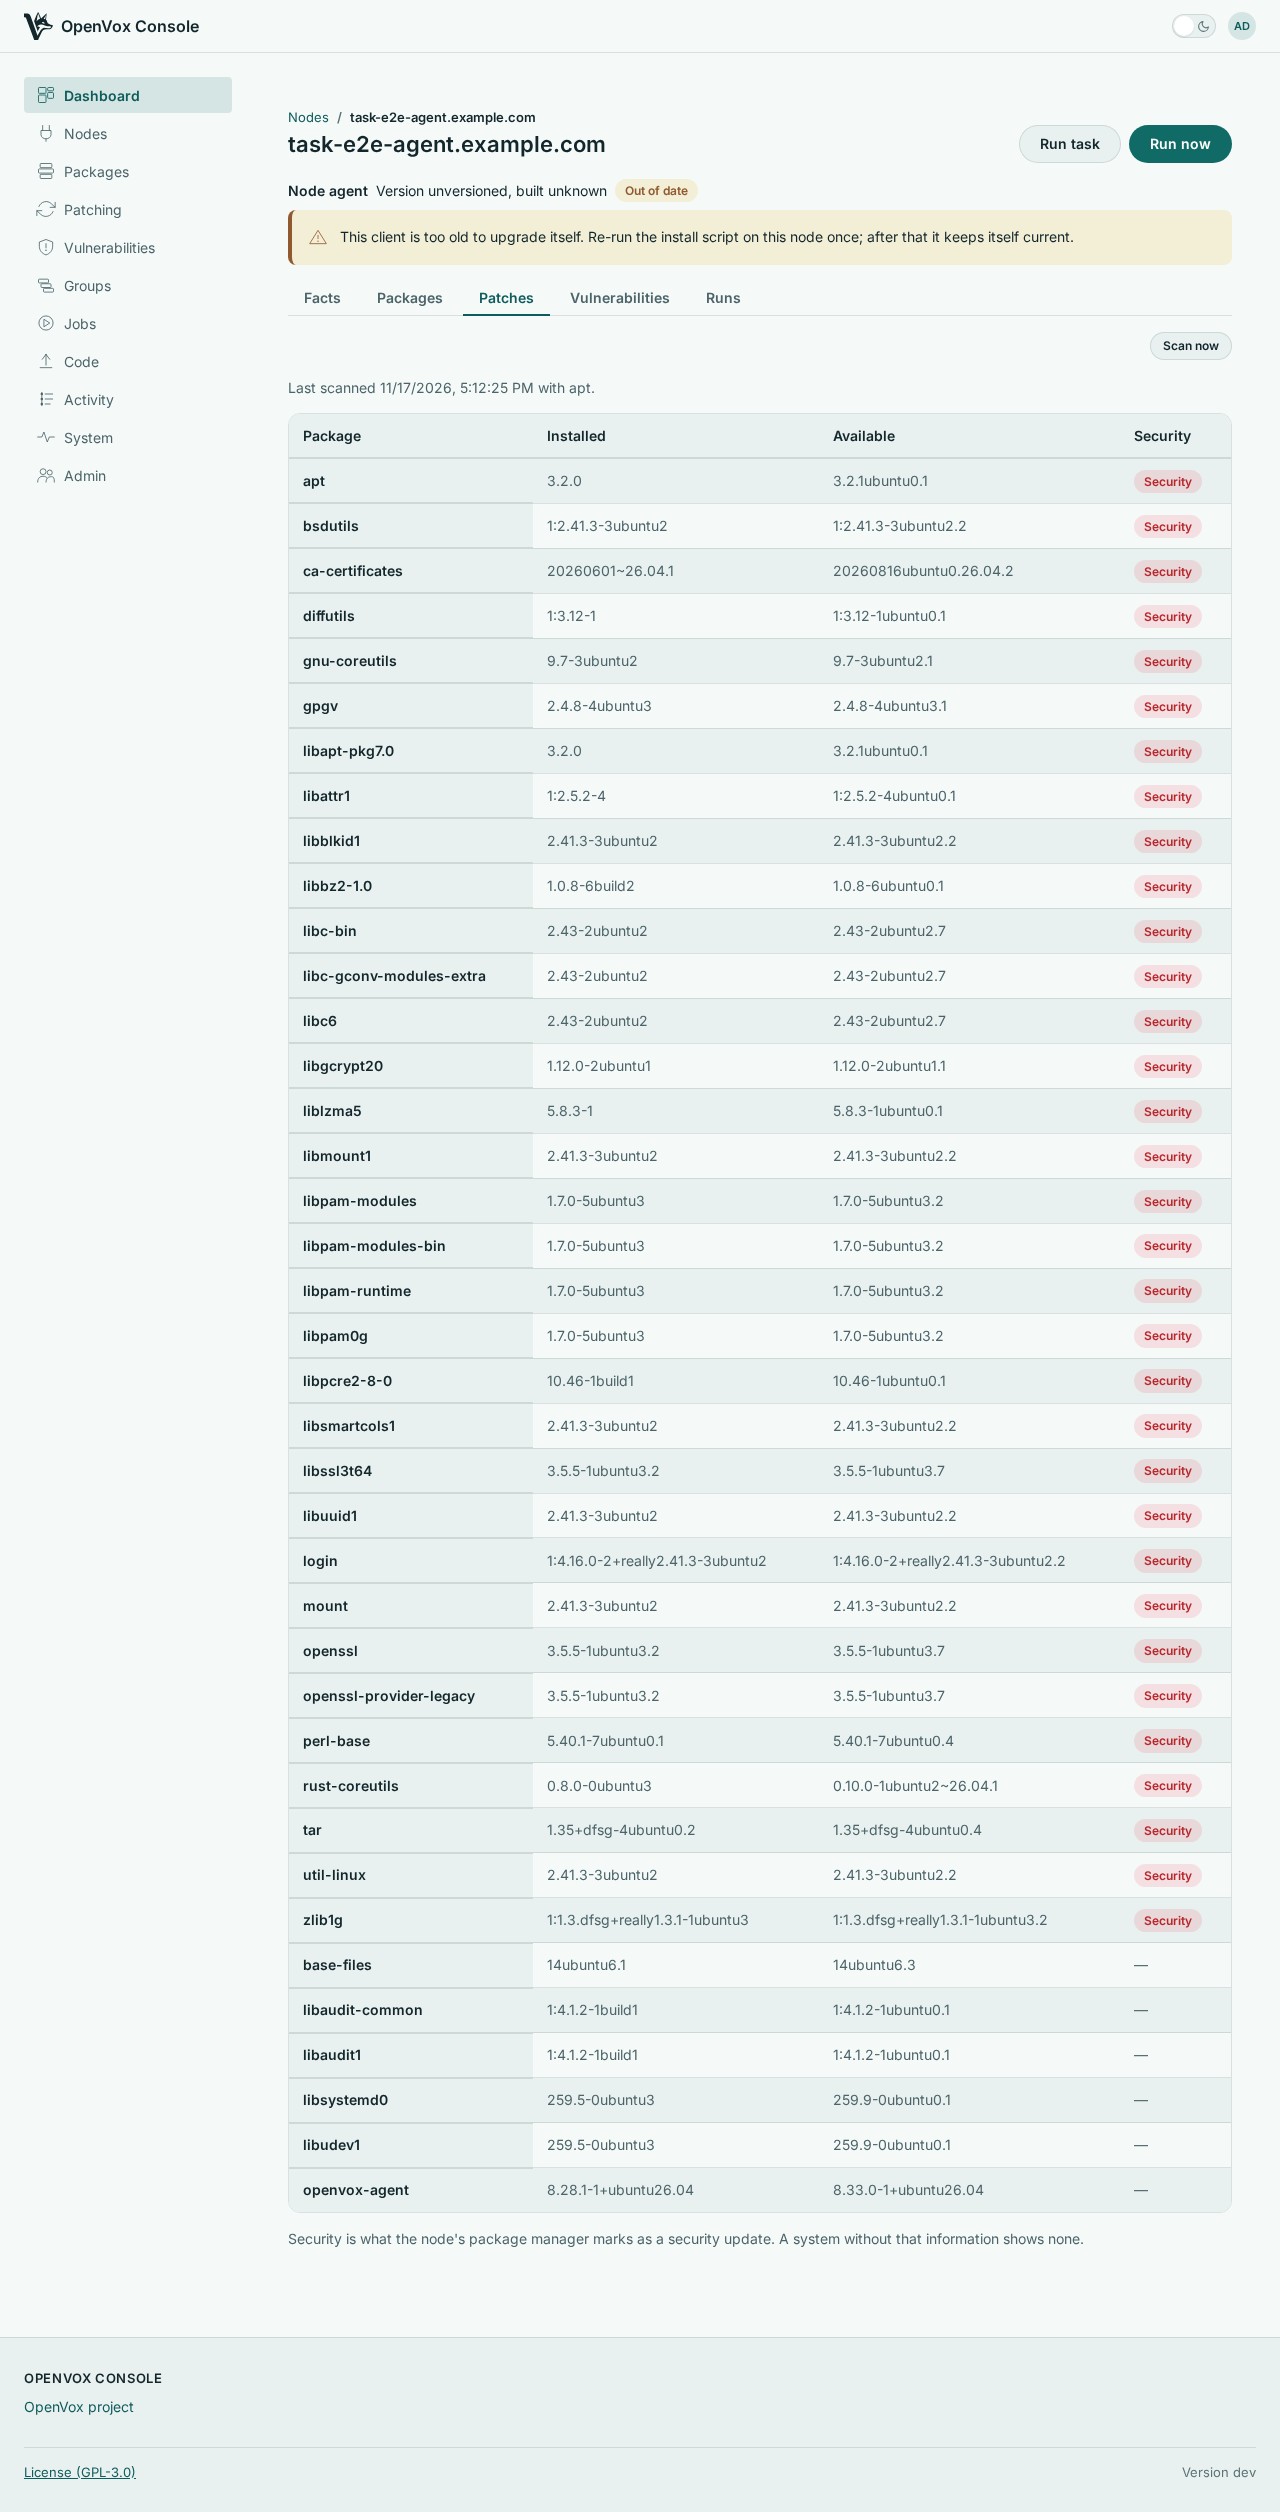 OpenVox Console
AD
Dashboard
Nodes
Packages
Patching
Vulnerabilities
Groups
Jobs
Code
Activity
System
Admin
Nodes / task-e2e-agent.example.com
task-e2e-agent.example.com
Run task
Run now
Node agent Version unversioned, built unknown Out of date
This client is too old to upgrade itself. Re-run the install script on this node once; after that it keeps itself current.
Facts Packages Patches Vulnerabilities Runs
Scan now
Last scanned 11/17/2026, 5:12:25 PM with apt.
Package Installed Available Security
apt 3.2.0 3.2.1ubuntu0.1 Security
bsdutils 1:2.41.3-3ubuntu2 1:2.41.3-3ubuntu2.2 Security
ca-certificates 20260601~26.04.1 20260816ubuntu0.26.04.2 Security
diffutils 1:3.12-1 1:3.12-1ubuntu0.1 Security
gnu-coreutils 9.7-3ubuntu2 9.7-3ubuntu2.1 Security
gpgv 2.4.8-4ubuntu3 2.4.8-4ubuntu3.1 Security
libapt-pkg7.0 3.2.0 3.2.1ubuntu0.1 Security
libattr1 1:2.5.2-4 1:2.5.2-4ubuntu0.1 Security
libblkid1 2.41.3-3ubuntu2 2.41.3-3ubuntu2.2 Security
libbz2-1.0 1.0.8-6build2 1.0.8-6ubuntu0.1 Security
libc-bin 2.43-2ubuntu2 2.43-2ubuntu2.7 Security
libc-gconv-modules-extra 2.43-2ubuntu2 2.43-2ubuntu2.7 Security
libc6 2.43-2ubuntu2 2.43-2ubuntu2.7 Security
libgcrypt20 1.12.0-2ubuntu1 1.12.0-2ubuntu1.1 Security
liblzma5 5.8.3-1 5.8.3-1ubuntu0.1 Security
libmount1 2.41.3-3ubuntu2 2.41.3-3ubuntu2.2 Security
libpam-modules 1.7.0-5ubuntu3 1.7.0-5ubuntu3.2 Security
libpam-modules-bin 1.7.0-5ubuntu3 1.7.0-5ubuntu3.2 Security
libpam-runtime 1.7.0-5ubuntu3 1.7.0-5ubuntu3.2 Security
libpam0g 1.7.0-5ubuntu3 1.7.0-5ubuntu3.2 Security
libpcre2-8-0 10.46-1build1 10.46-1ubuntu0.1 Security
libsmartcols1 2.41.3-3ubuntu2 2.41.3-3ubuntu2.2 Security
libssl3t64 3.5.5-1ubuntu3.2 3.5.5-1ubuntu3.7 Security
libuuid1 2.41.3-3ubuntu2 2.41.3-3ubuntu2.2 Security
login 1:4.16.0-2+really2.41.3-3ubuntu2 1:4.16.0-2+really2.41.3-3ubuntu2.2 Security
mount 2.41.3-3ubuntu2 2.41.3-3ubuntu2.2 Security
openssl 3.5.5-1ubuntu3.2 3.5.5-1ubuntu3.7 Security
openssl-provider-legacy 3.5.5-1ubuntu3.2 3.5.5-1ubuntu3.7 Security
perl-base 5.40.1-7ubuntu0.1 5.40.1-7ubuntu0.4 Security
rust-coreutils 0.8.0-0ubuntu3 0.10.0-1ubuntu2~26.04.1 Security
tar 1.35+dfsg-4ubuntu0.2 1.35+dfsg-4ubuntu0.4 Security
util-linux 2.41.3-3ubuntu2 2.41.3-3ubuntu2.2 Security
zlib1g 1:1.3.dfsg+really1.3.1-1ubuntu3 1:1.3.dfsg+really1.3.1-1ubuntu3.2 Security
base-files 14ubuntu6.1 14ubuntu6.3 —
libaudit-common 1:4.1.2-1build1 1:4.1.2-1ubuntu0.1 —
libaudit1 1:4.1.2-1build1 1:4.1.2-1ubuntu0.1 —
libsystemd0 259.5-0ubuntu3 259.9-0ubuntu0.1 —
libudev1 259.5-0ubuntu3 259.9-0ubuntu0.1 —
openvox-agent 8.28.1-1+ubuntu26.04 8.33.0-1+ubuntu26.04 —
Security is what the node's package manager marks as a security update. A system without that information shows none.
OPENVOX CONSOLE
OpenVox project
License (GPL-3.0)
Version dev